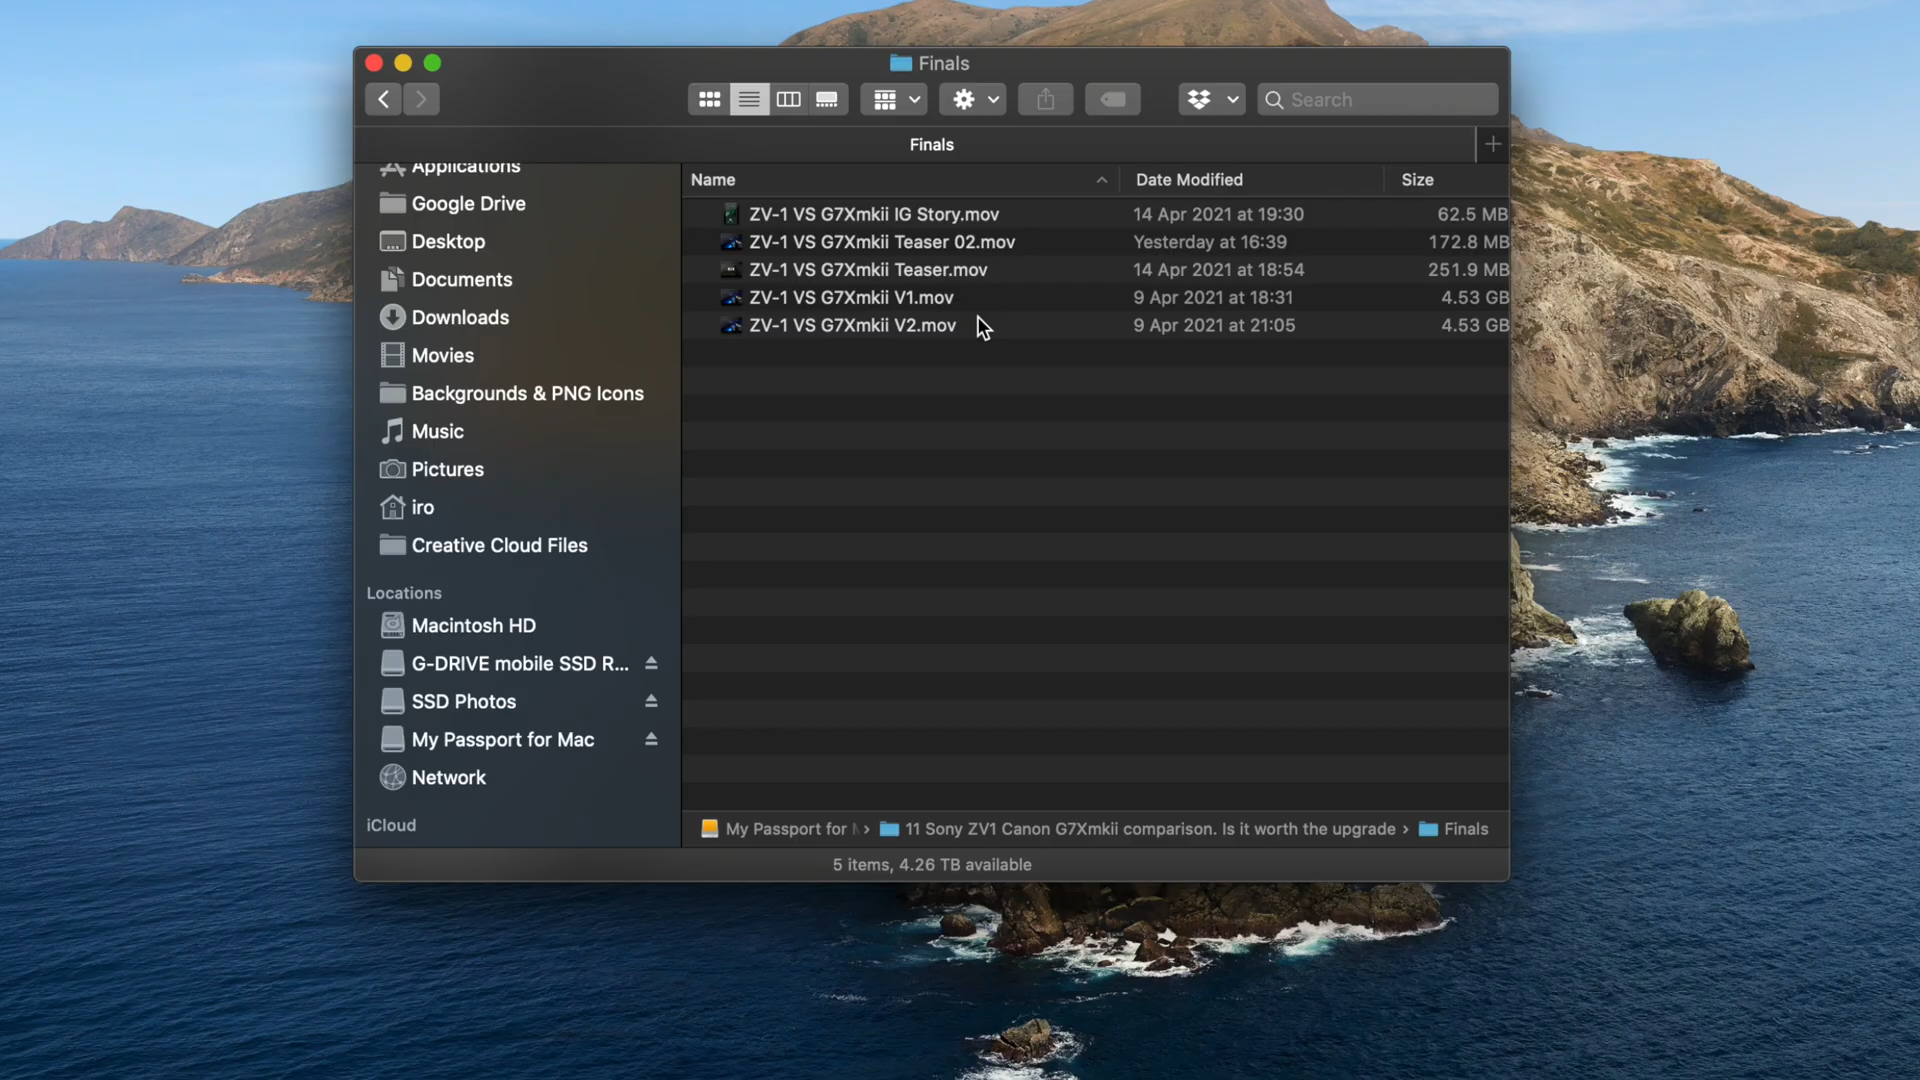 Finals
Search
Finals
Applications
Google Drive
Desktop
Documents
Downloads
Movies
Backgrounds & PNG Icons
Music
Pictures
iro
Creative Cloud Files
Locations
Macintosh HD
G-DRIVE mobile SSD R...
SSD Photos
My Passport for Mac
Network
iCloud
Name Date Modified Size
ZV-1 VS G7Xmkii IG Story.mov 14 Apr 2021 at 19:30 62.5 MB
ZV-1 VS G7Xmkii Teaser 02.mov Yesterday at 16:39 172.8 MB
ZV-1 VS G7Xmkii Teaser.mov 14 Apr 2021 at 18:54 251.9 MB
ZV-1 VS G7Xmkii V1.mov 9 Apr 2021 at 18:31 4.53 GB
ZV-1 VS G7Xmkii V2.mov 9 Apr 2021 at 21:05 4.53 GB
My Passport for › 11 Sony ZV1 Canon G7Xmkii comparison. Is it worth the upgrade › Finals
5 items, 4.26 TB available